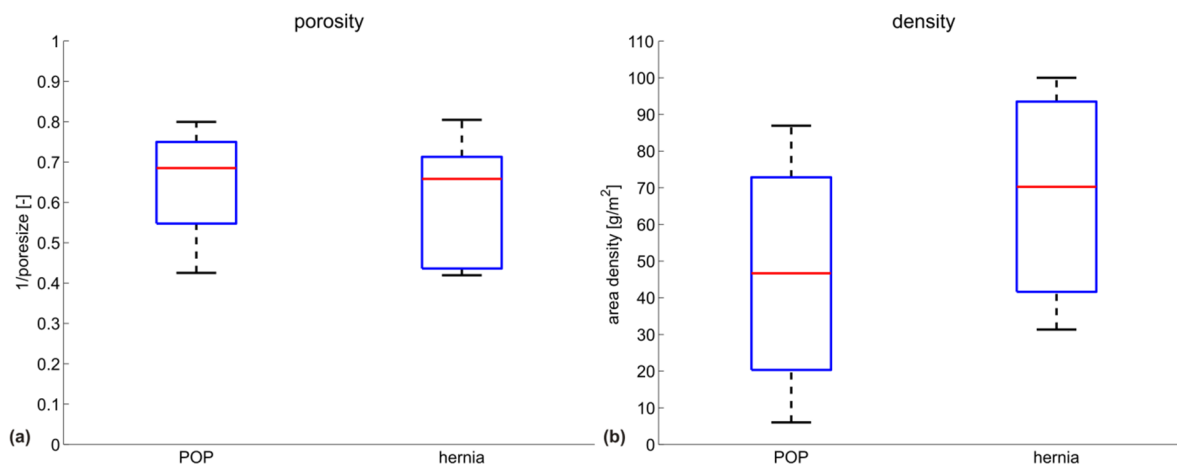 porosity
1
0.9
0.8
0.7
0.6
0.5
0.4
0.3
0.2
0.1
0
1/poresize [-]
POP
hernia
(a)
density
110
100
90
80
70
60
50
40
30
20
10
0
area density [g/m²]
POP
hernia
(b)